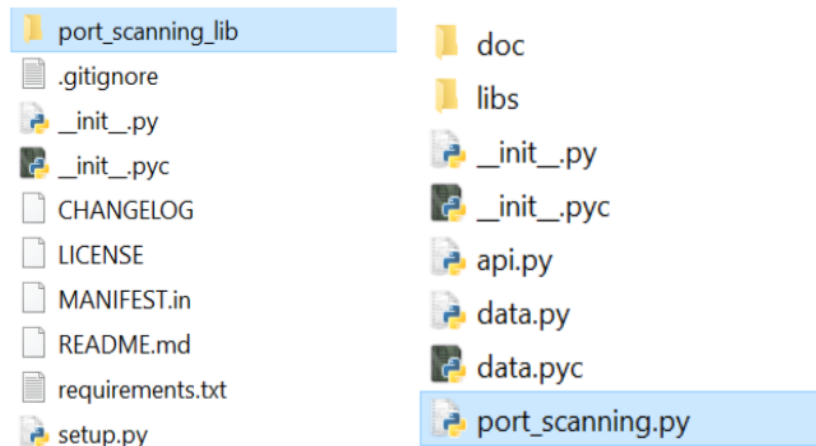 port_scanning_lib
.gitignore
__init__.py
__init__.pyc
CHANGELOG
LICENSE
MANIFEST.in
README.md
requirements.txt
setup.py
doc
libs
__init__.py
__init__.pyc
api.py
data.py
data.pyc
port_scanning.py